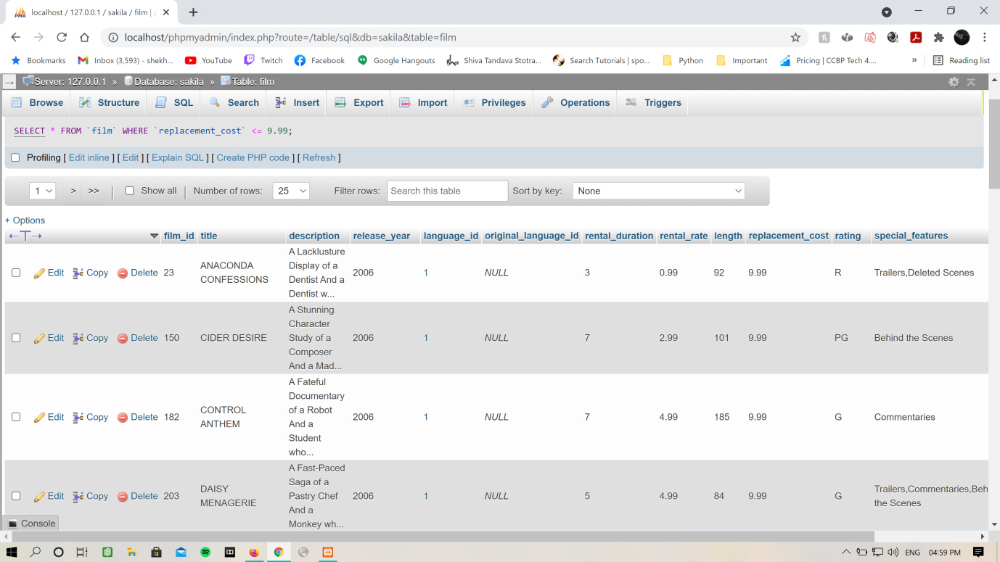 localhost / 127.0.0.1 / sakila / film |
localhost/phpmyadmin/index.php?route=/table/sql&db=sakila&table=film
Bookmarks Inbox (3,593) - shekh... YouTube Twitch Facebook Google Hangouts Shiva Tandava Stotra... Search Tutorials | spo... Python Important Pricing | CCBP Tech 4.... » Reading list
Server: 127.0.0.1 » Database: sakila » Table: film
Browse Structure SQL Search Insert Export Import Privileges Operations Triggers
SELECT * FROM `film` WHERE `replacement_cost` <= 9.99;
Profiling [ Edit inline ] [ Edit ] [ Explain SQL ] [ Create PHP code ] [ Refresh ]
1 > >> | Show all | Number of rows: 25 Filter rows: Search this table Sort by key: None
+ Options
←T→ film_id title description release_year language_id original_language_id rental_duration rental_rate length replacement_cost rating special_features
Edit Copy Delete 23 ANACONDA CONFESSIONS A Lacklusture Display of a Dentist And a Dentist w... 2006 1 NULL 3 0.99 92 9.99 R Trailers,Deleted Scenes
Edit Copy Delete 150 CIDER DESIRE A Stunning Character Study of a Composer And a Mad... 2006 1 NULL 7 2.99 101 9.99 PG Behind the Scenes
Edit Copy Delete 182 CONTROL ANTHEM A Fateful Documentary of a Robot And a Student who... 2006 1 NULL 7 4.99 185 9.99 G Commentaries
Edit Copy Delete 203 DAISY MENAGERIE A Fast-Paced Saga of a Pastry Chef And a Monkey wh... 2006 1 NULL 5 4.99 84 9.99 G Trailers,Commentaries,Beh the Scenes
Console
ENG 04:59 PM